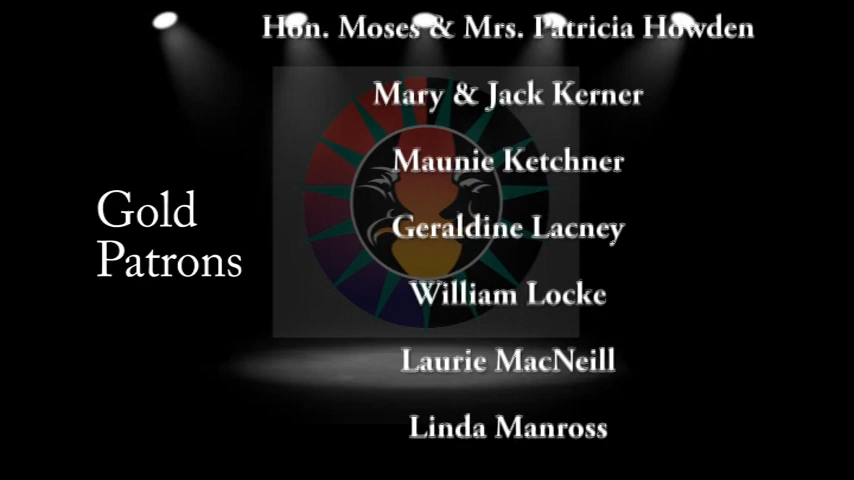 Hon. Moses & Mrs. Patricia Howden
Mary & Jack Kerner
Maunie Ketchner
Geraldine Lacney
William Locke
Laurie MacNeill
Linda Manross
Gold
Patrons